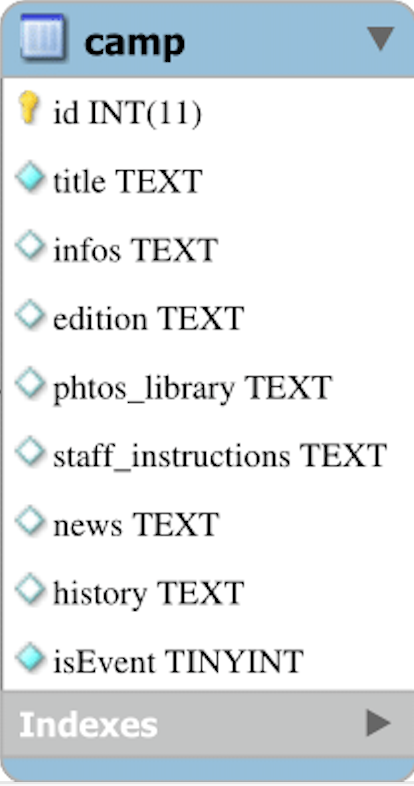 camp
id INT(11)
title TEXT
infos TEXT
edition TEXT
phtos_library TEXT
staff_instructions TEXT
news TEXT
history TEXT
isEvent TINYINT
Indexes